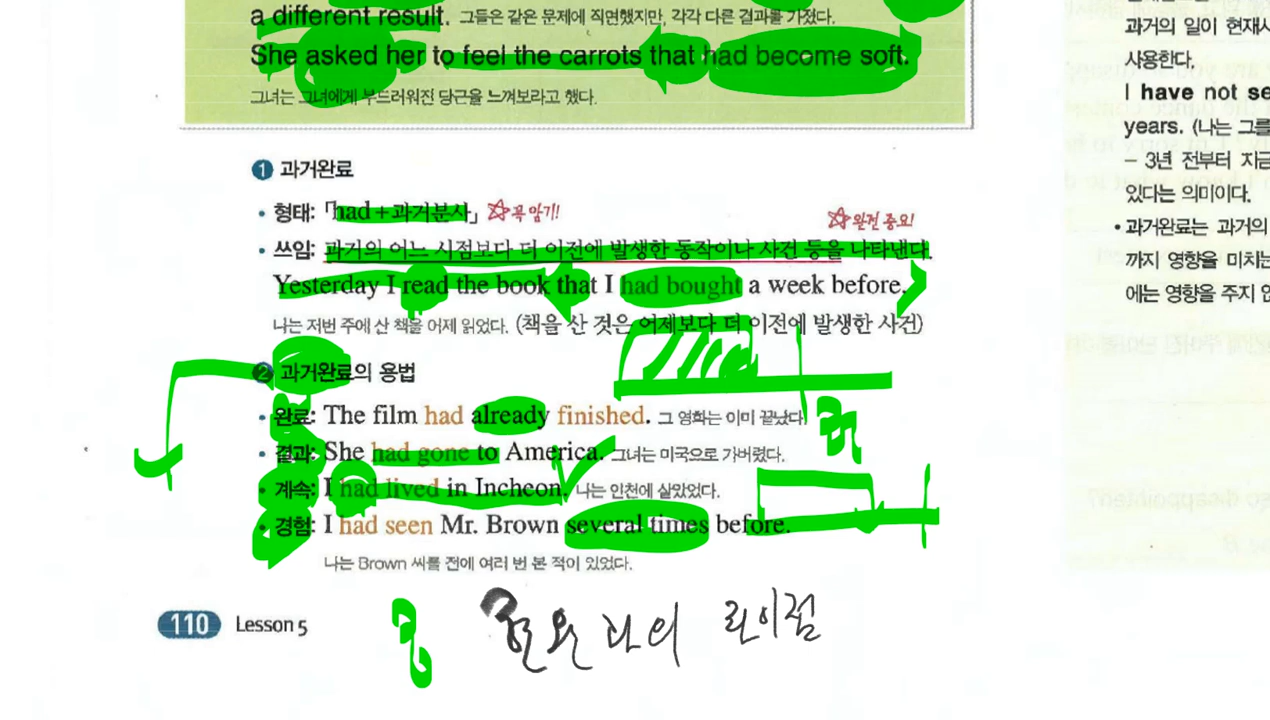 a different result. 그들은 같은 문제에 직면했지만, 각각 다른 결과를 가졌다.
She asked her to feel the carrots that had become soft.
그녀는 그녀에게 부드러워진 당근을 느껴보라고 했다.
1 과거완료
• 형태: 「had+과거분사」 ☆꼭 암기!
☆완전 중요!
• 쓰임: 과거의 어느 시점보다 더 이전에 발생한 동작이나 사건 등을 나타낸다.
Yesterday I read the book that I had bought a week before.
나는 저번 주에 산 책을 어제 읽었다. (책을 산 것은 어제보다 더 이전에 발생한 사건)
2 과거완료의 용법
• 완료: The film had already finished. 그 영화는 이미 끝났다.
• 결과: She had gone to America. 그녀는 미국으로 가버렸다.
• 계속: I had lived in Incheon. 나는 인천에 살았었다.
• 경험: I had seen Mr. Brown several times before.
나는 Brown 씨를 전에 여러 번 본 적이 있었다.
110 Lesson 5
과거의 일이 현재
사용한다.
I have not se
years. (나는 그를
– 3년 전부터 지금
있다는 의미이다.
• 과거완료는 과거의
까지 영향을 미치는
에는 영향을 주지